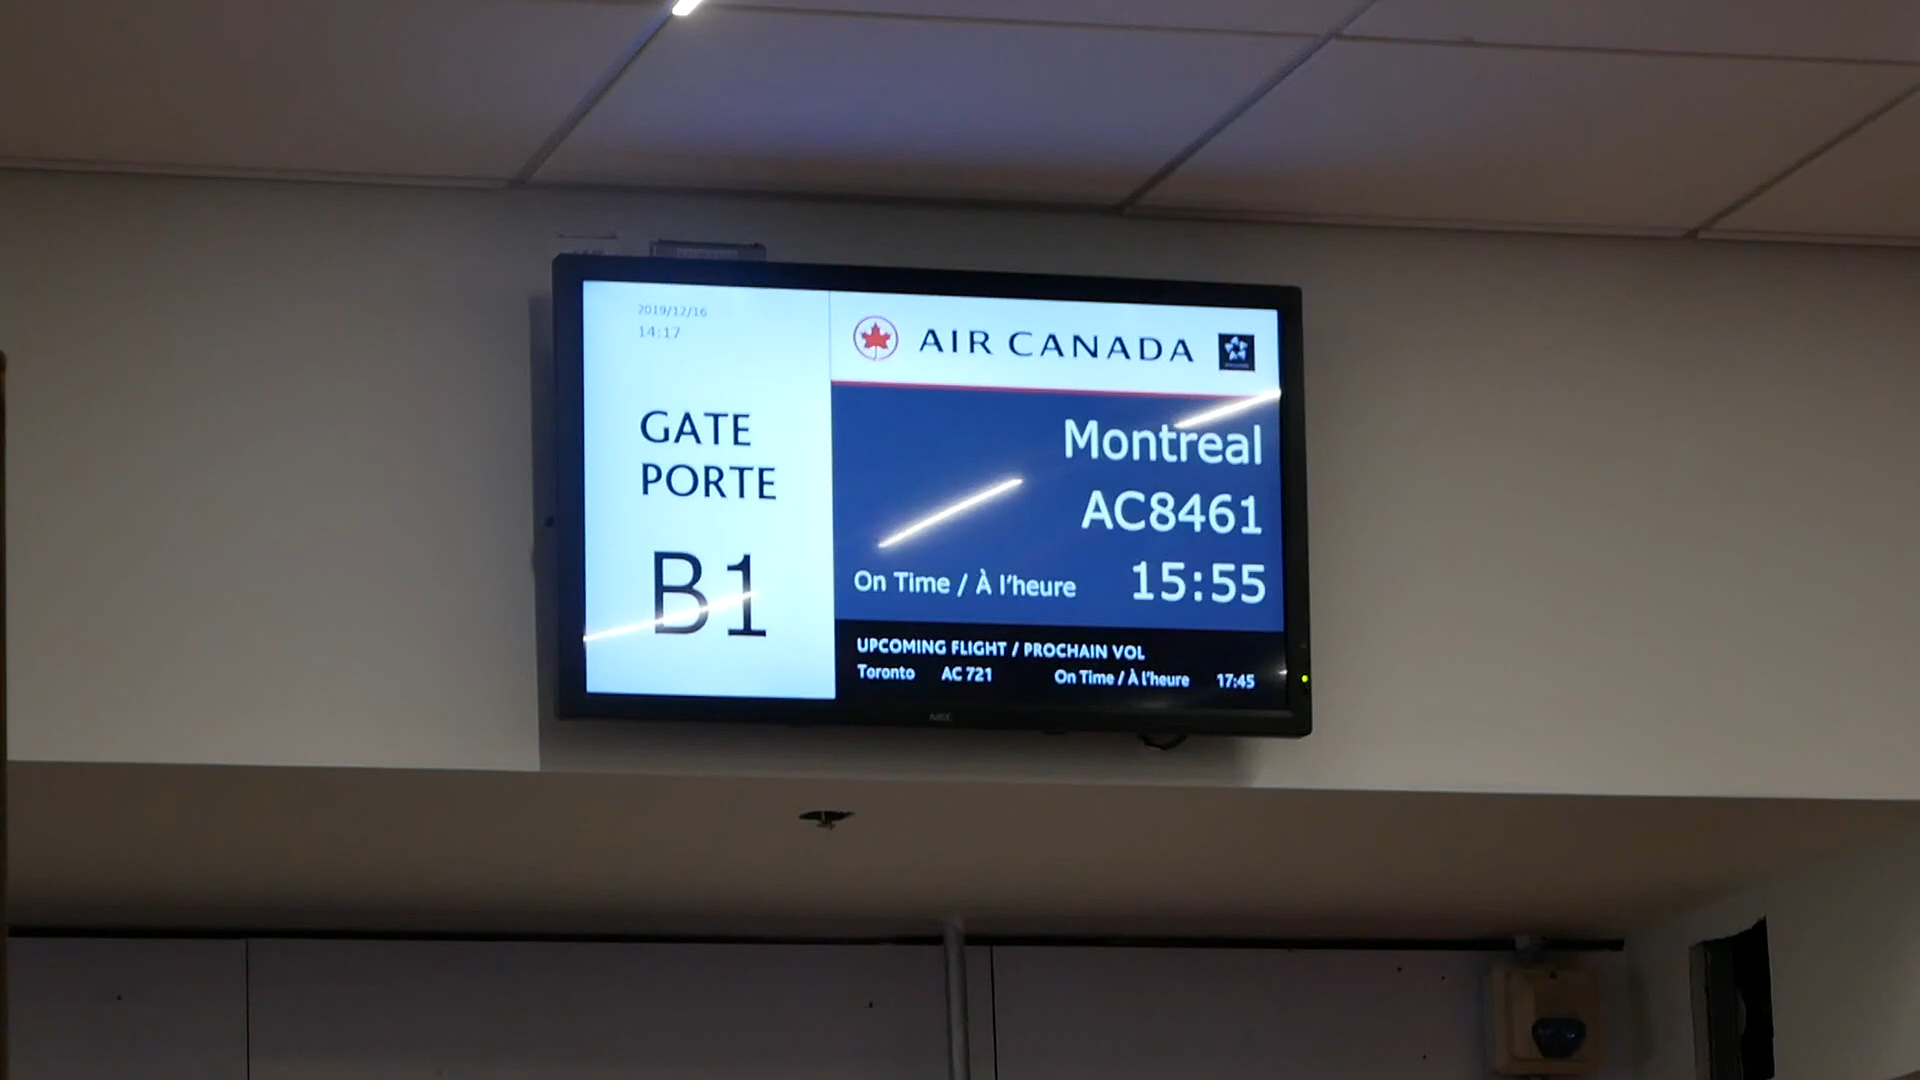 2019/12/16
14:17
GATE
PORTE
B1
AIR CANADA
Montreal
AC8461
On Time / À l'heure 15:55
UPCOMING FLIGHT / PROCHAIN VOL
Toronto AC 721 On Time / À l'heure 17:45
NEC